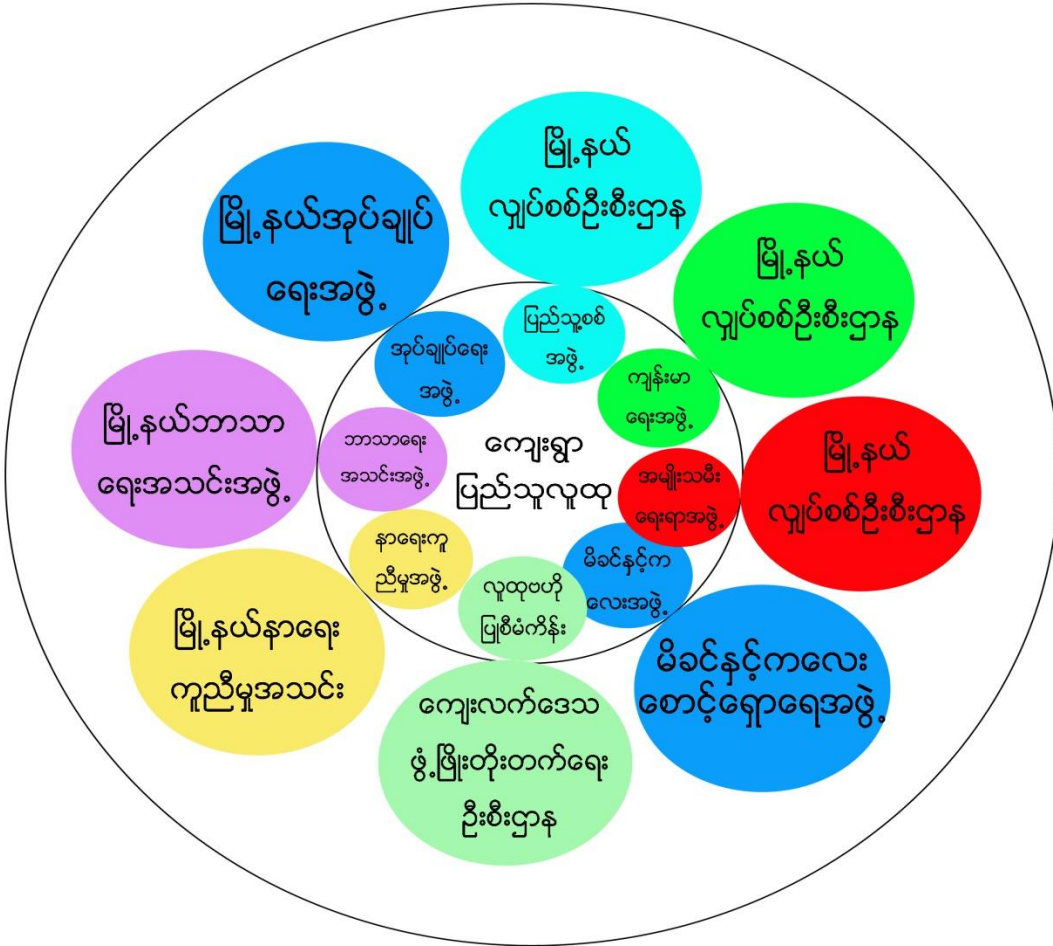 မြို့နယ်
လျှပ်စစ်ဦးစီးဌာန
မြို့နယ်အုပ်ချုပ်
ရေးအဖွဲ့
မြို့နယ်
လျှပ်စစ်ဦးစီးဌာန
ပြည်သူ့စစ်
အဖွဲ့
အုပ်ချုပ်ရေး
အဖွဲ့
ကျန်းမာ
ရေးအဖွဲ့
မြို့နယ်ဘာသာ
ရေးအသင်းအဖွဲ့
ဘာသာရေး
အသင်းအဖွဲ့
ကျေးရွာ
ပြည်သူလူထု
အမျိုးသမီး
ရေးရာအဖွဲ့
မြို့နယ်
လျှပ်စစ်ဦးစီးဌာန
နာရေးကူ
ညီမှုအဖွဲ့
မိခင်နှင့်က
လေးအဖွဲ့
လူထုဗဟို
ပြုစီမံကိန်း
မြို့နယ်နာရေး
ကူညီမှုအသင်း
မိခင်နှင့်ကလေး
စောင့်ရှောရေအဖွဲ့
ကျေးလက်ဒေသ
ဖွံ့ဖြိုးတိုးတက်ရေး
ဦးစီးဌာန